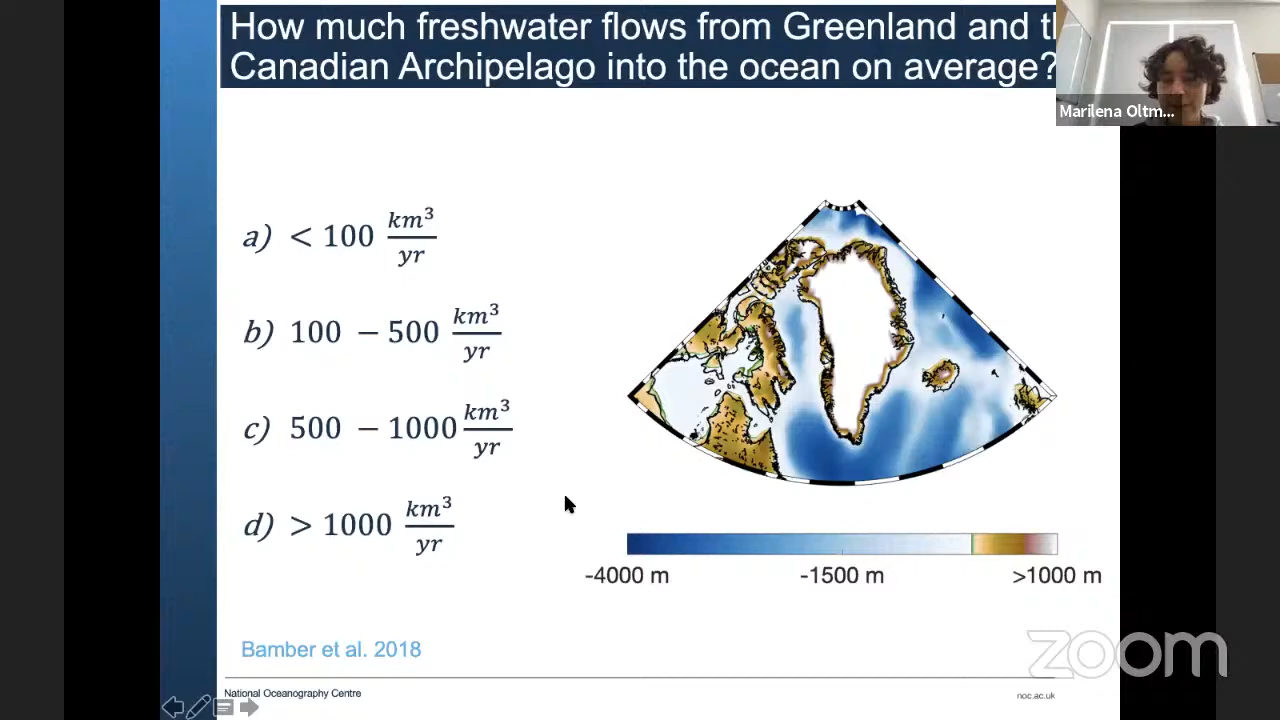 How much freshwater flows from Greenland and
Canadian Archipelago into the ocean on average?
Marilena Oltm...
a) < 100 km³/yr
b) 100 – 500 km³/yr
c) 500 – 1000 km³/yr
d) > 1000 km³/yr
-4000 m -1500 m >1000 m
Bamber et al. 2018
zoom
National Oceanography Centre
noc.ac.uk